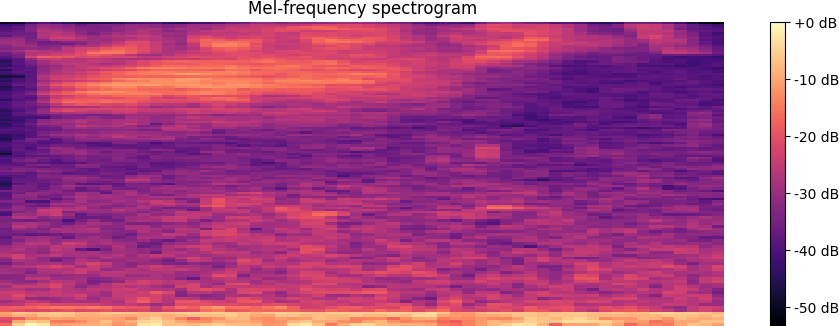 Mel-frequency spectrogram
+0 dB
-10 dB
-20 dB
-30 dB
-40 dB
-50 dB